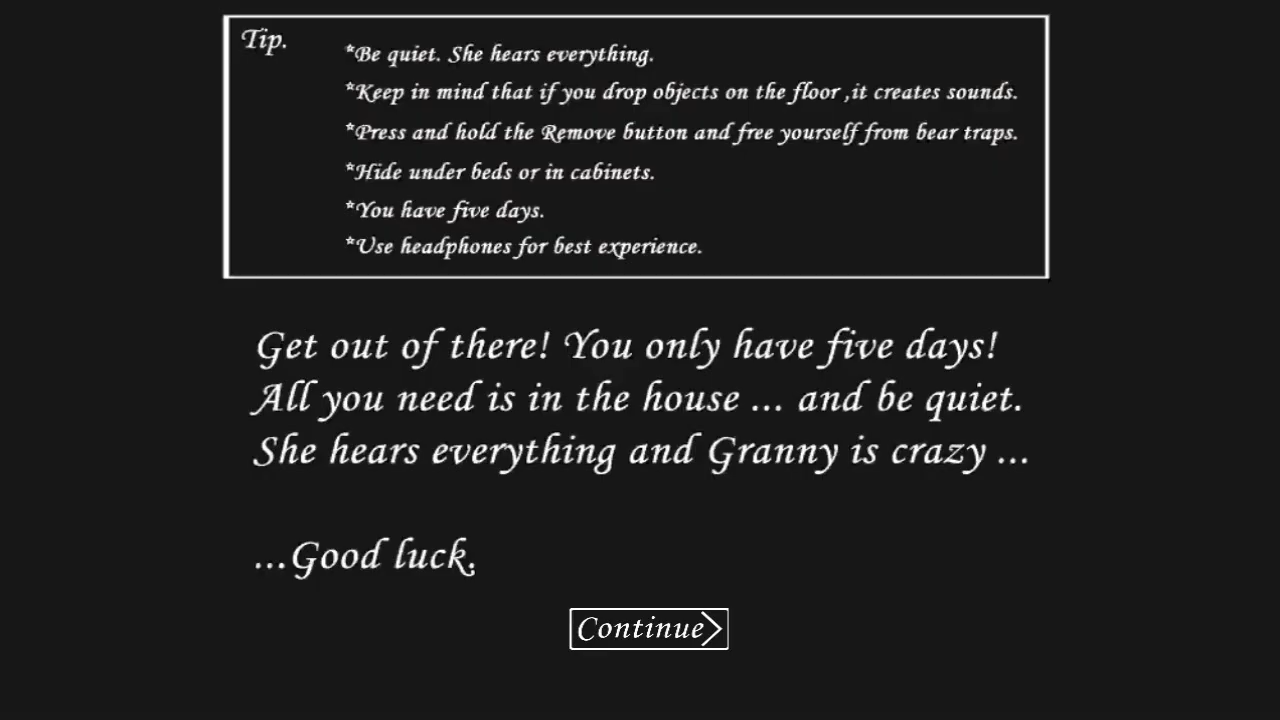 Tip.
*Be quiet. She hears everything.
*Keep in mind that if you drop objects on the floor ,it creates sounds.
*Press and hold the Remove button and free yourself from bear traps.
*Hide under beds or in cabinets.
*You have five days.
*Use headphones for best experience.
Get out of there! You only have five days!
All you need is in the house ... and be quiet.
She hears everything and Granny is crazy ...
...Good luck.
Continue